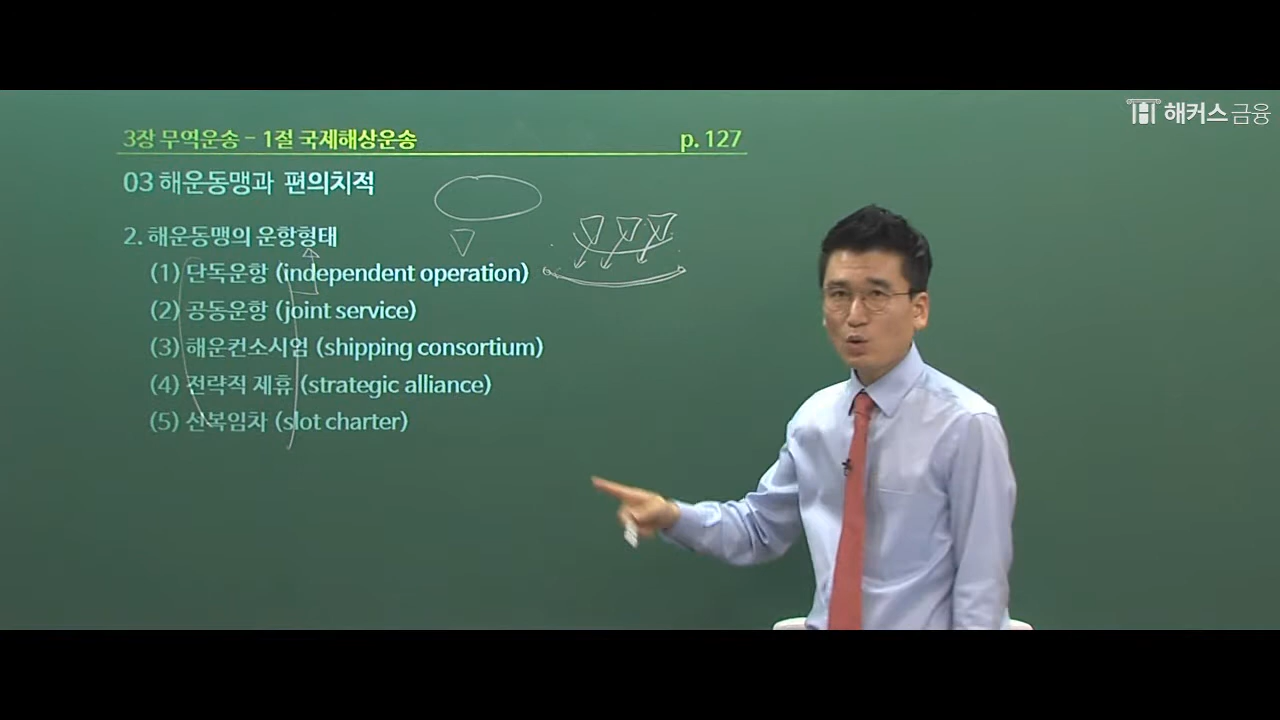 해커스 금융
3장 무역운송 - 1절 국제해상운송 p. 127
03 해운동맹과 편의치적
2. 해운동맹의 운항형태
(1) 단독운항 (independent operation)
(2) 공동운항 (joint service)
(3) 해운컨소시엄 (shipping consortium)
(4) 전략적 제휴 (strategic alliance)
(5) 선복임차 (slot charter)